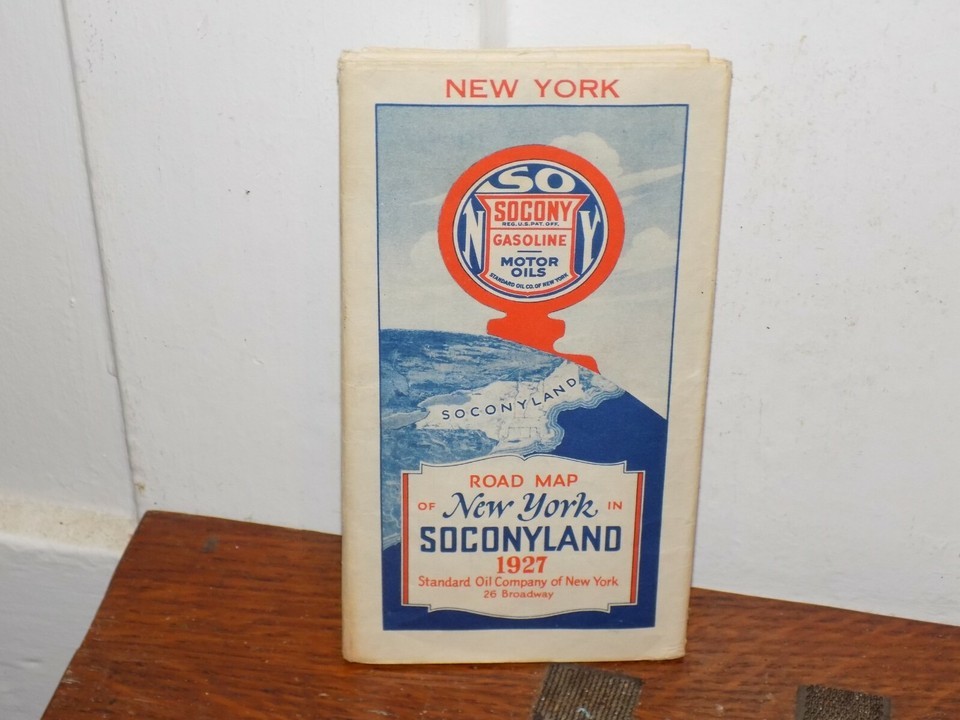 NEW YORK
SO
N Y
SOCONY
REG. U.S. PAT. OFF.
GASOLINE
MOTOR
OILS
STANDARD OIL CO. OF NEW YORK
SOCONYLAND
ROAD MAP
OF New York IN
SOCONYLAND
1927
Standard Oil Company of New York
26 Broadway